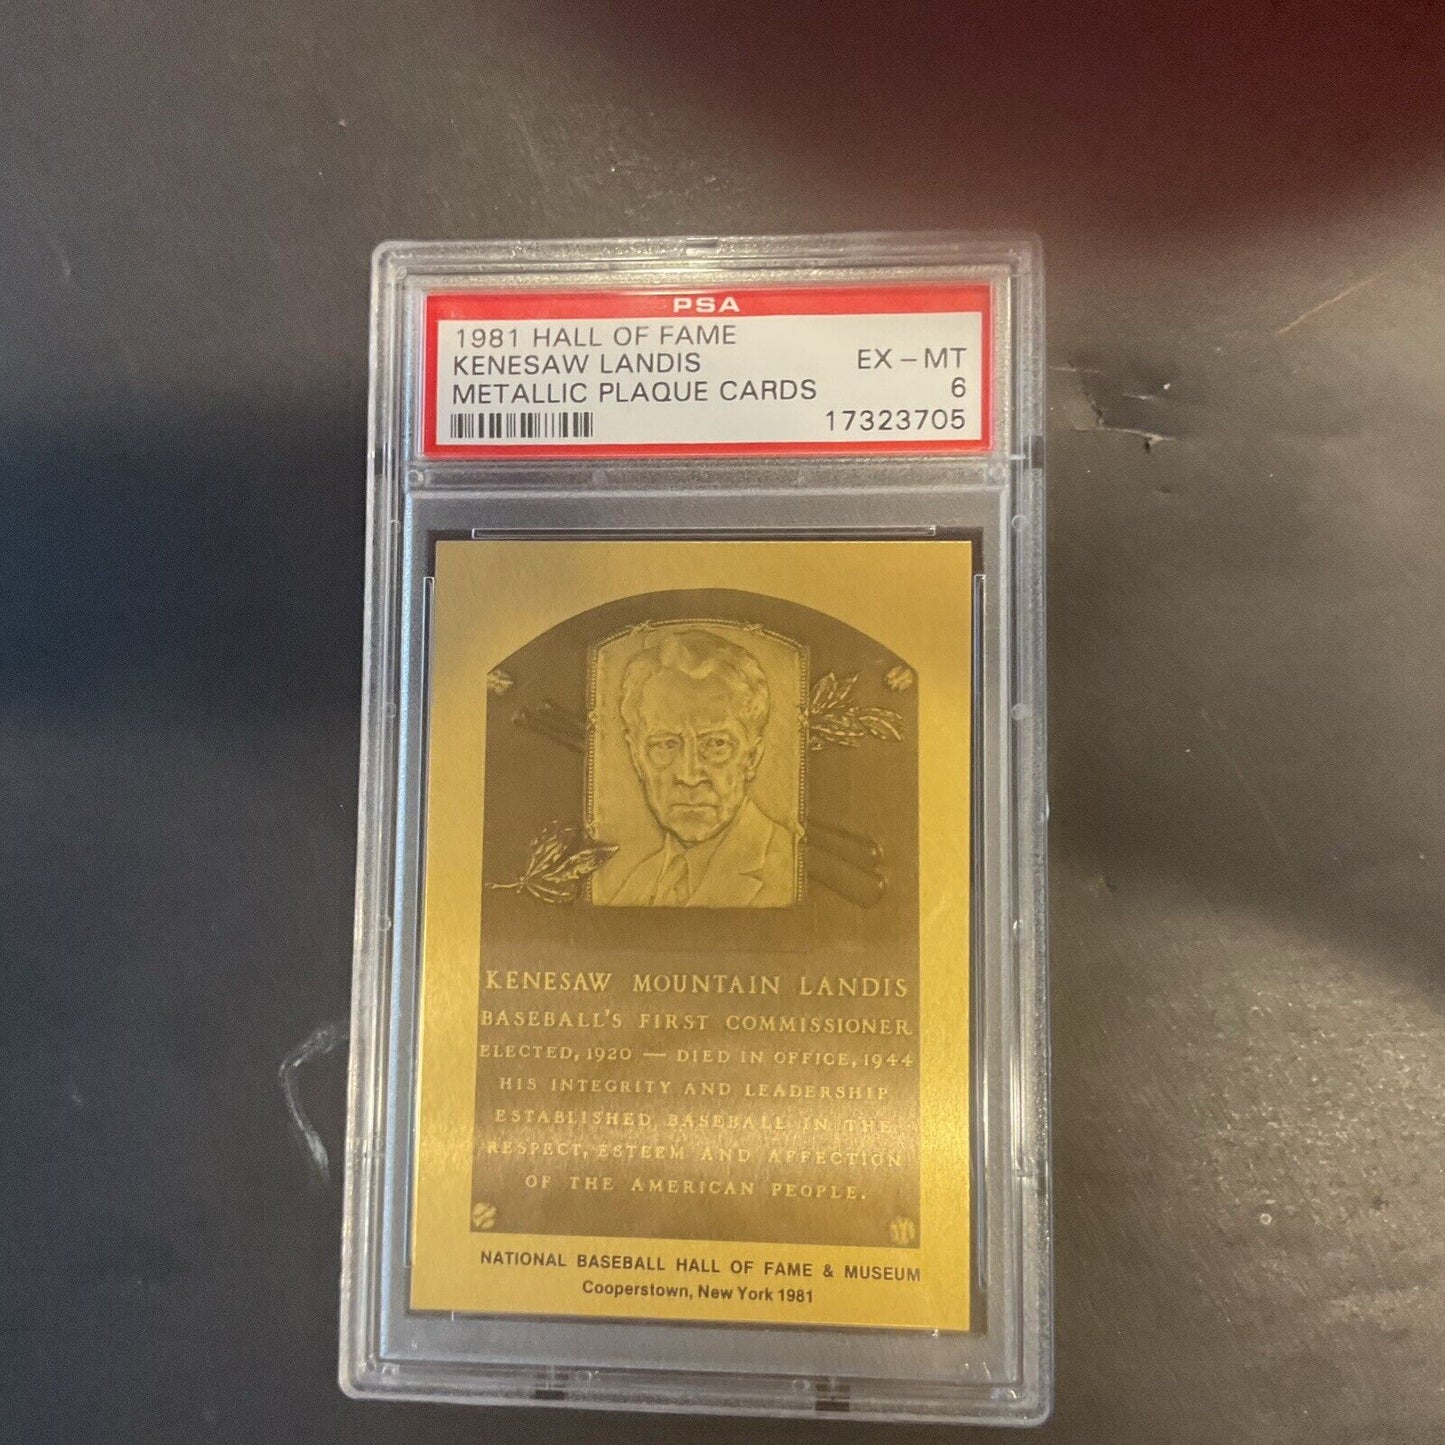 PSA
1981 HALL OF FAME
KENESAW LANDIS EX - MT
METALLIC PLAQUE CARDS 6
17323705
KENESAW MOUNTAIN LANDIS
BASEBALL'S FIRST COMMISSIONER
ELECTED, 1920 — DIED IN OFFICE, 1944
HIS INTEGRITY AND LEADERSHIP
ESTABLISHED BASEBALL IN THE
RESPECT, ESTEEM AND AFFECTION
OF THE AMERICAN PEOPLE.
NATIONAL BASEBALL HALL OF FAME & MUSEUM
Cooperstown, New York 1981